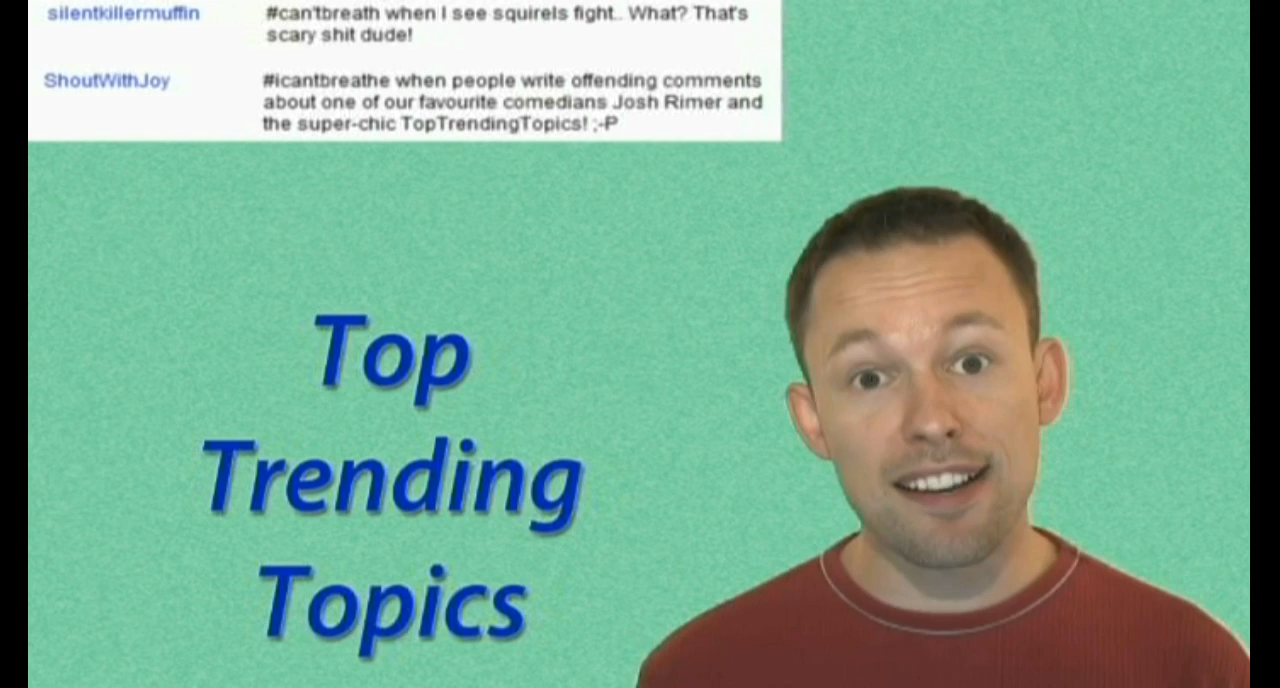 silentkillermuffin #can'tbreath when I see squirels fight.. What? That's
scary shit dude!
ShoutWithJoy #icantbreathe when people write offending comments
about one of our favourite comedians Josh Rimer and
the super-chic TopTrendingTopics! ;-P
Top
Trending
Topics